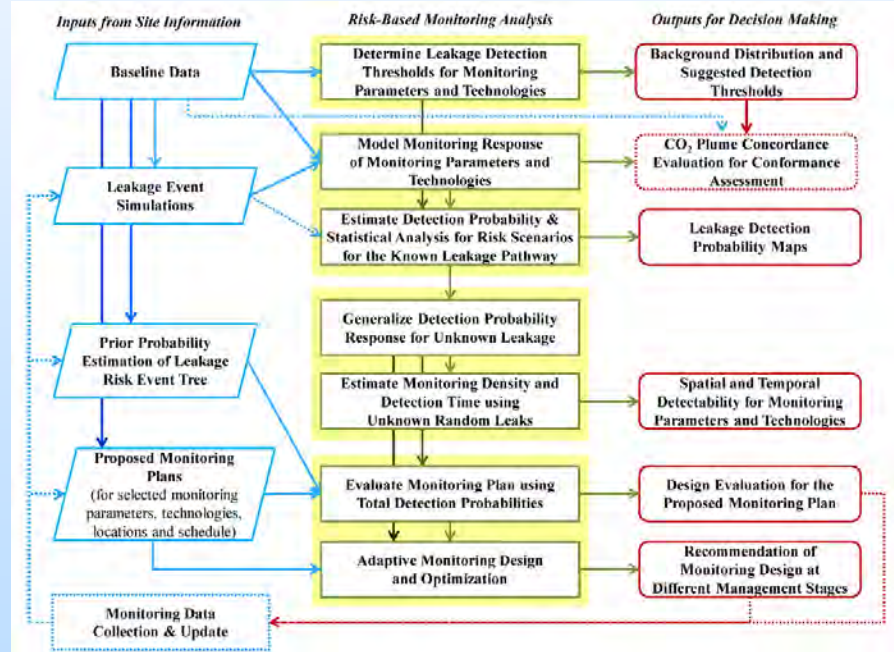 Inputs from Site Information
Risk-Based Monitoring Analysis
Outputs for Decision Making
Baseline Data
Determine Leakage Detection
Thresholds for Monitoring
Parameters and Technologies
Background Distribution and
Suggested Detection
Thresholds
Leakage Event
Simulations
Model Monitoring Response
of Monitoring Parameters and
Technologies
CO₂ Plume Concordance
Evaluation for Conformance
Assessment
Estimate Detection Probability &
Statistical Analysis for Risk Scenarios
for the Known Leakage Pathway
Leakage Detection
Probability Maps
Generalize Detection Probability
Response for Unknown Leakage
Prior Probability
Estimation of Leakage
Risk Event Tree
Estimate Monitoring Density and
Detection Time using
Unknown Random Leaks
Spatial and Temporal
Detectability for Monitoring
Parameters and Technologies
Proposed Monitoring
Plans
(for selected monitoring
parameters, technologies,
locations and schedule)
Evaluate Monitoring Plan using
Total Detection Probabilities
Design Evaluation for the
Proposed Monitoring Plan
Adaptive Monitoring Design
and Optimization
Recommendation of
Monitoring Design at
Different Management Stages
Monitoring Data
Collection & Update